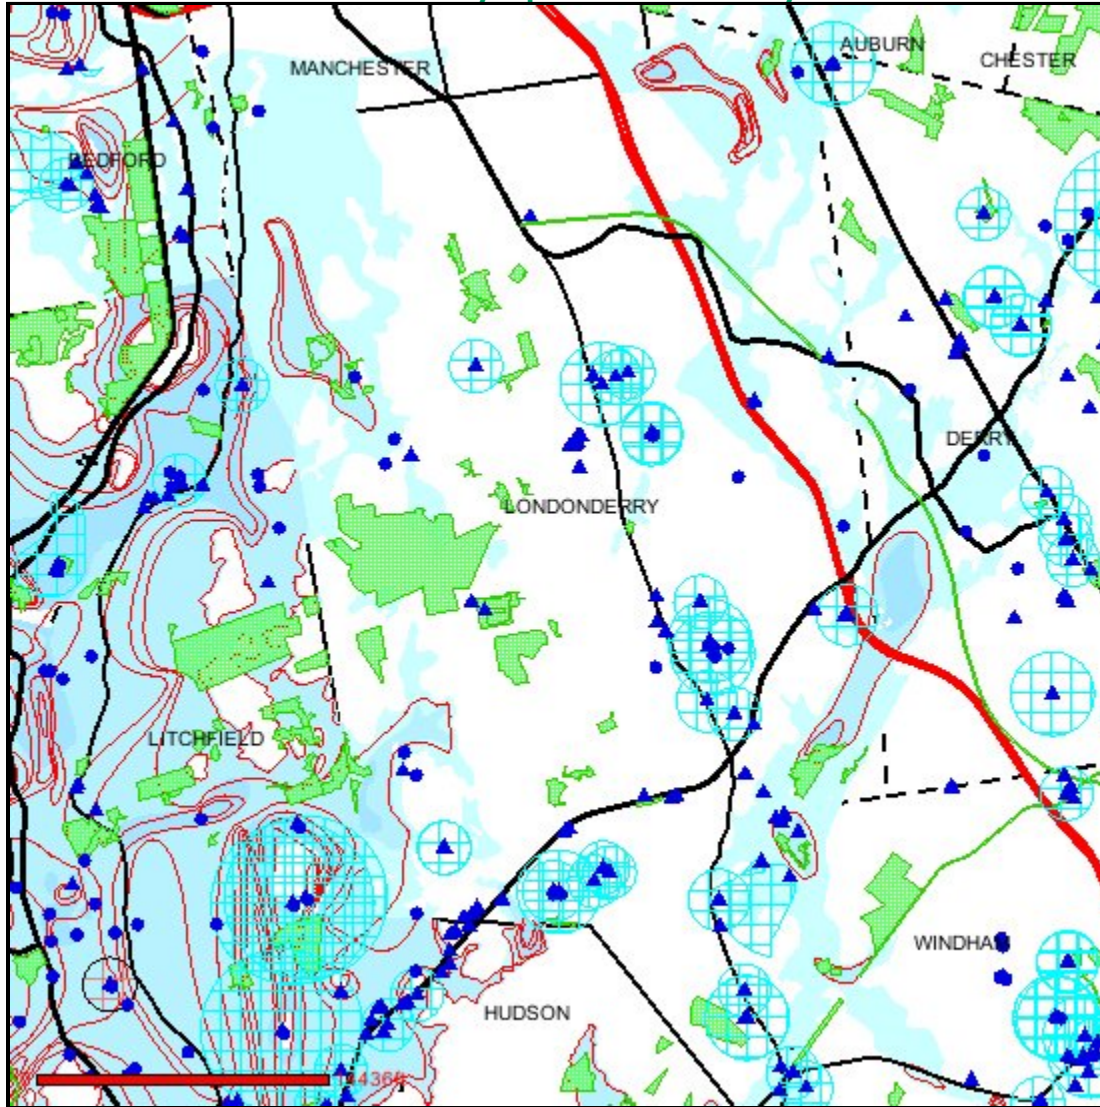 AUBURN
CHESTER
MANCHESTER
BEDFORD
DERRY
LONDONDERRY
LITCHFIELD
WINDHAM
HUDSON